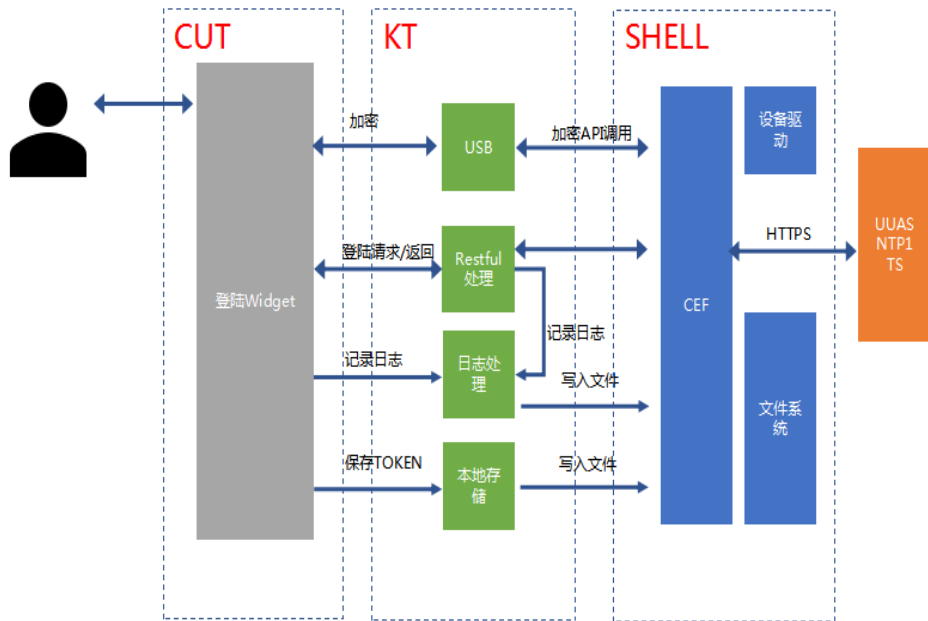 CUT
KT
SHELL
加密
USB
加密API调用
设备驱
动
登陆请求/返回
Restful
处理
HTTPS
UUAS
NTP1
TS
登陆Widget
CEF
记录日志
记录日志
日志处
理
写入文件
文件系
统
保存TOKEN
本地存
储
写入文件